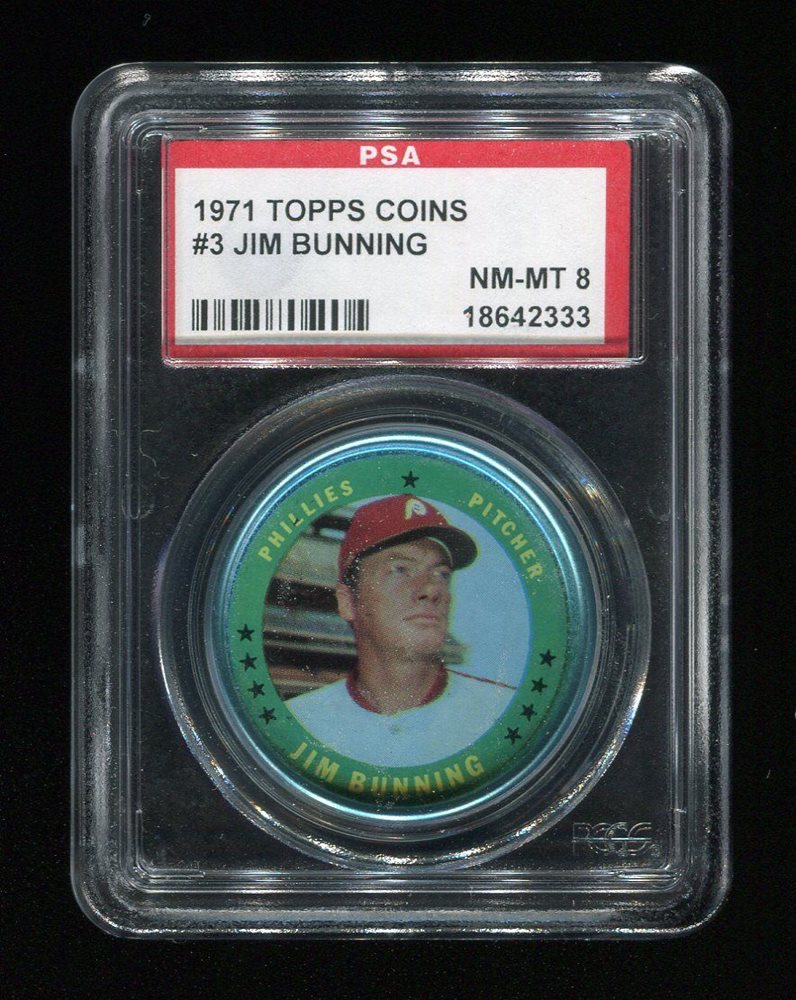 PSA
1971 TOPPS COINS
#3 JIM BUNNING
NM-MT 8
18642333
PHILLIES PITCHER
JIM BUNNING
PCGS